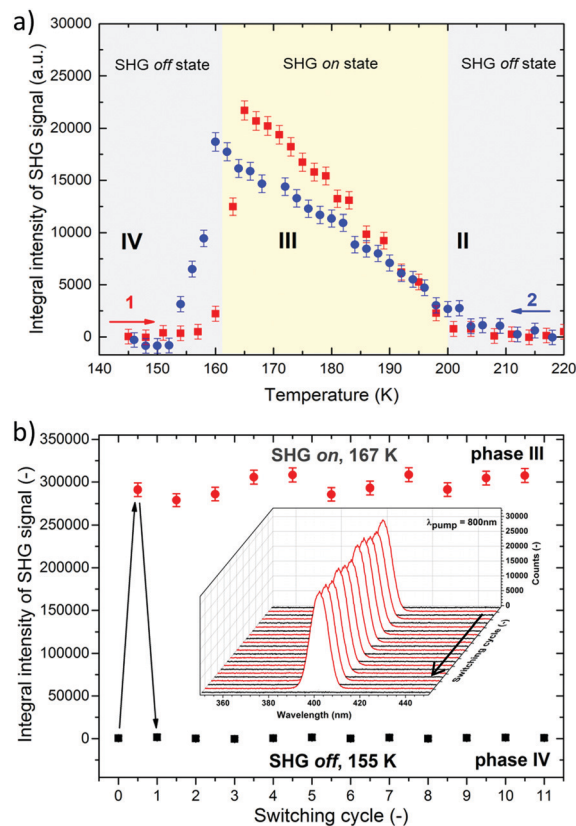 a)
30000
25000
20000
15000
10000
5000
0
Integral intensity of SHG signal (a.u.)
SHG off state
SHG on state
SHG off state
IV
III
II
1
2
140 150 160 170 180 190 200 210 220
Temperature (K)
b)
350000
300000
250000
200000
150000
100000
50000
0
Integral intensity of SHG signal (-)
SHG on, 167 K
phase III
λpump = 800nm
30000
25000
20000
15000
10000
5000
0
Counts (-)
Switching cycle (-)
360 380 400 420 440
Wavelength (nm)
SHG off, 155 K
phase IV
0 1 2 3 4 5 6 7 8 9 10 11
Switching cycle (-)